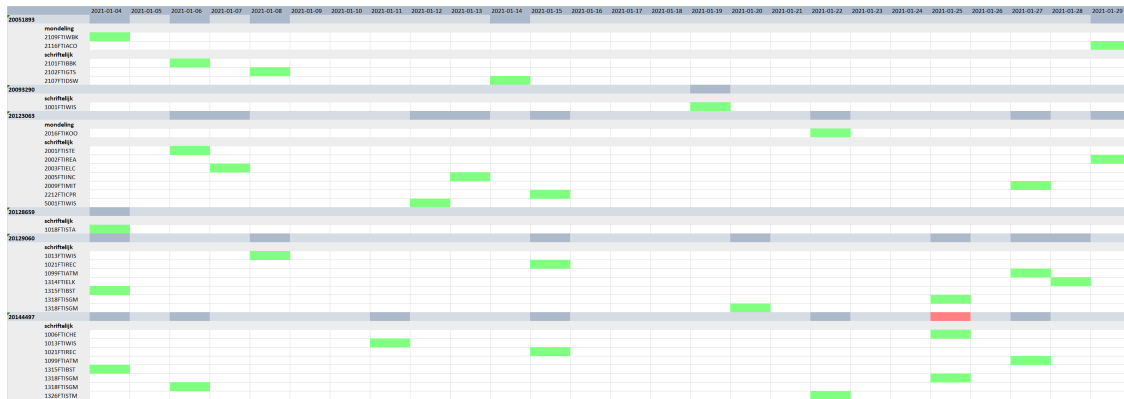 2021-01-04 2021-01-05 2021-01-06 2021-01-07 2021-01-08 2021-01-09 2021-01-10 2021-01-11 2021-01-12 2021-01-13 2021-01-14 2021-01-15 2021-01-16 2021-01-17 2021-01-18 2021-01-19 2021-01-20 2021-01-21 2021-01-22 2021-01-23 2021-01-24 2021-01-25 2021-01-26 2021-01-27 2021-01-28 2021-01-29
20051893
mondeling
2109FTIWBK
2116FTIACO
schriftelijk
2101FTIBBK
2102FTIGTS
2107FTIOSW
20093290
schriftelijk
1001FTIWIS
20123063
mondeling
2016FTIKOO
schriftelijk
2001FTISTE
2002FTIREA
2003FTIELC
2005FTIINC
2009FTIMIT
2212FTICPR
5001FTIWIS
20128659
schriftelijk
1018FTISTA
20129060
schriftelijk
1013FTIWIS
1021FTIREC
1099FTIATM
1314FTIELK
1315FTIBST
1318FTISGM
1318FTISGM
20144497
schriftelijk
1006FTICHE
1013FTIWIS
1021FTIREC
1099FTIATM
1315FTIBST
1318FTISGM
1318FTISGM
1326FTISTM